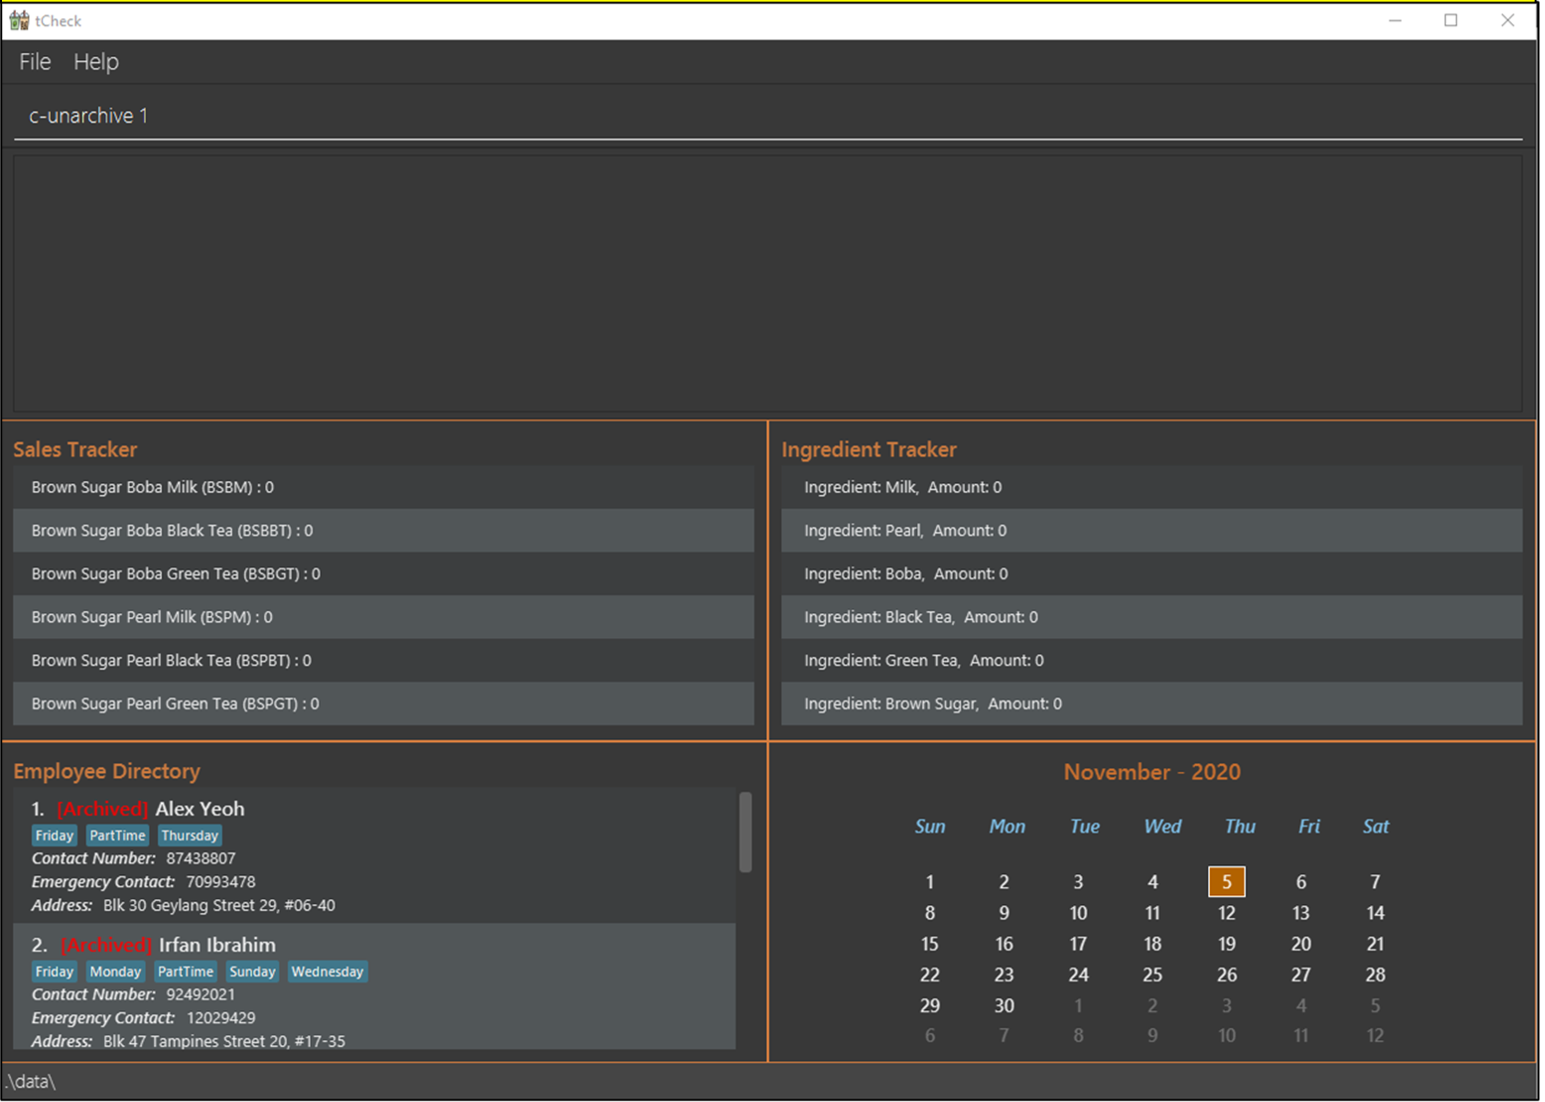 tCheck
File Help
c-unarchive 1
Sales Tracker
Brown Sugar Boba Milk (BSBM) : 0
Brown Sugar Boba Black Tea (BSBBT) : 0
Brown Sugar Boba Green Tea (BSBGT) : 0
Brown Sugar Pearl Milk (BSPM) : 0
Brown Sugar Pearl Black Tea (BSPBT) : 0
Brown Sugar Pearl Green Tea (BSPGT) : 0
Ingredient Tracker
Ingredient: Milk, Amount: 0
Ingredient: Pearl, Amount: 0
Ingredient: Boba, Amount: 0
Ingredient: Black Tea, Amount: 0
Ingredient: Green Tea, Amount: 0
Ingredient: Brown Sugar, Amount: 0
Employee Directory
1. [Archived] Alex Yeoh
Friday PartTime Thursday
Contact Number: 87438807
Emergency Contact: 70993478
Address: Blk 30 Geylang Street 29, #06-40
2. [Archived] Irfan Ibrahim
Friday Monday PartTime Sunday Wednesday
Contact Number: 92492021
Emergency Contact: 12029429
Address: Blk 47 Tampines Street 20, #17-35
November - 2020
Sun Mon Tue Wed Thu Fri Sat
1 2 3 4 5 6 7
8 9 10 11 12 13 14
15 16 17 18 19 20 21
22 23 24 25 26 27 28
29 30 1 2 3 4 5
6 7 8 9 10 11 12
.\data\